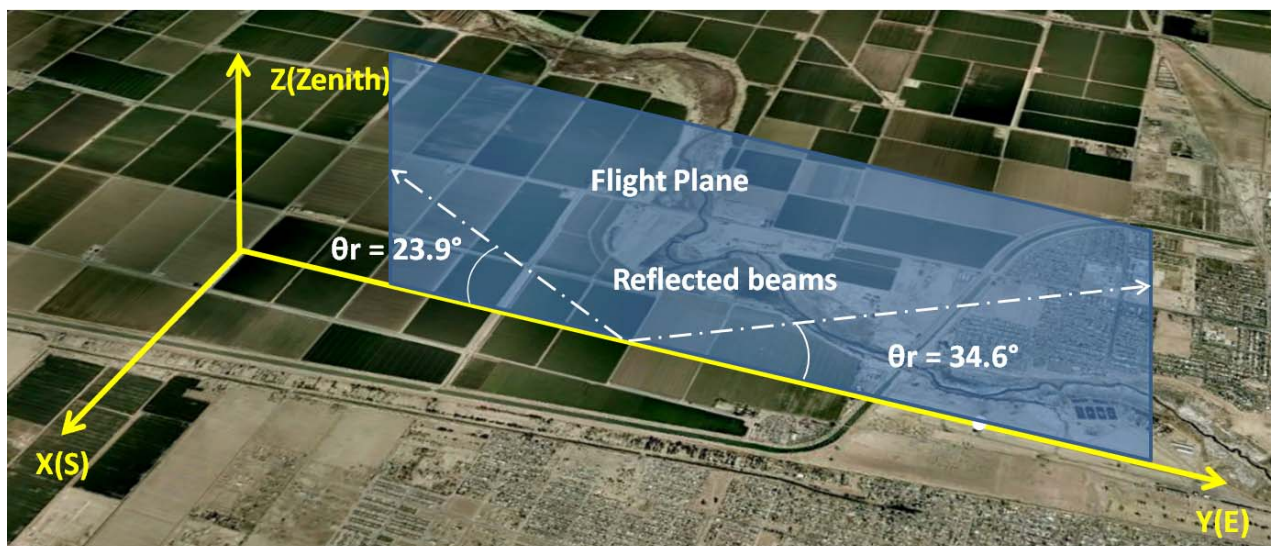 Z(Zenith)
Flight Plane
θr = 23.9°
Reflected beams
θr = 34.6°
X(S)
Y(E)